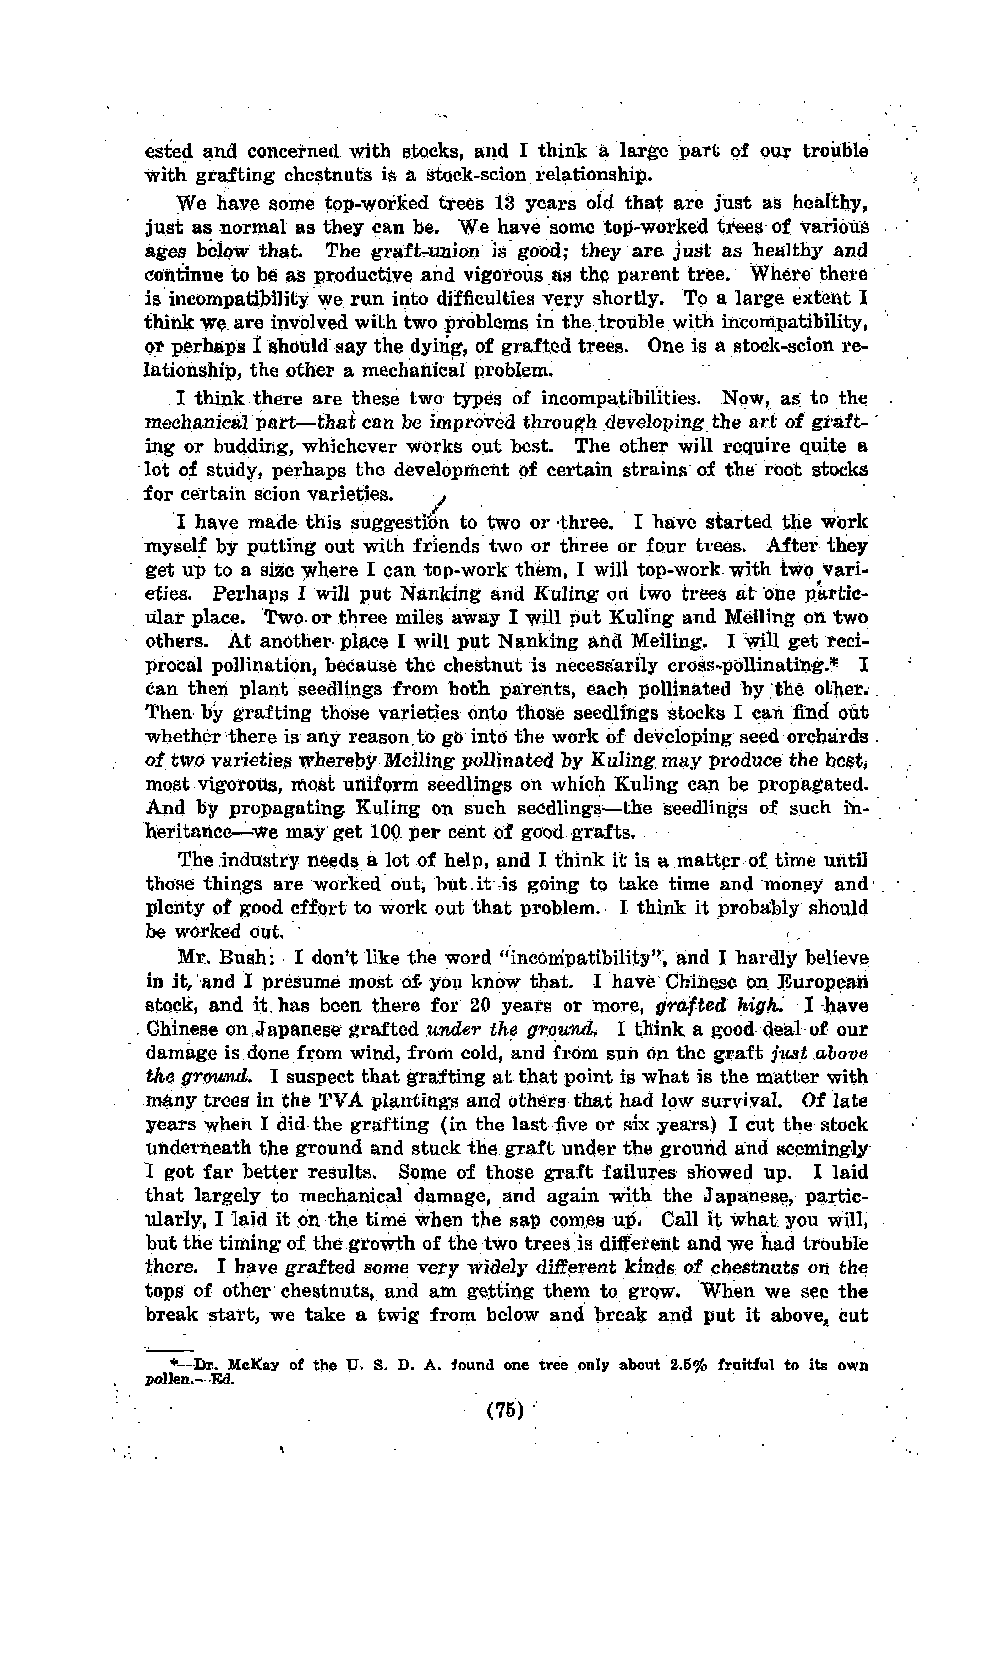 ested and concerned with stocks, and I think a large part of our trouble
with grafting chestnuts is a stock-scion relationship.
We have some top-worked trees 13 years old that are just as healthy,
just as normal as they can be. We have some top-worked trees of various
ages below that. The graft-union is good; they are just as healthy and
continue to be as productive and vigorous as the parent tree. Where there
is incompatibility we run into difficulties very shortly. To a large extent I
think we are involved with two problems in the trouble with incompatibility,
or perhaps I should say the dying, of grafted trees. One is a stock-scion re-
lationship, the other a mechanical problem.
I think there are these two types of incompatibilities. Now, as to the
mechanical part—that can be improved through developing the art of graft-
ing or budding, whichever works out best. The other will require quite a
lot of study, perhaps the development of certain strains of the root stocks
for certain scion varieties.
I have made this suggestion to two or three. I have started the work
myself by putting out with friends two or three or four trees. After they
get up to a size where I can top-work them, I will top-work with two vari-
eties. Perhaps I will put Nanking and Kuling on two trees at one partic-
ular place. Two or three miles away I will put Kuling and Meiling on two
others. At another place I will put Nanking and Meiling. I will get reci-
procal pollination, because the chestnut is necessarily cross-pollinating.* I
can then plant seedlings from both parents, each pollinated by the other.
Then by grafting those varieties onto those seedlings stocks I can find out
whether there is any reason to go into the work of developing seed orchards
of two varieties whereby Meiling pollinated by Kuling may produce the best,
most vigorous, most uniform seedlings on which Kuling can be propagated.
And by propagating Kuling on such seedlings—the seedlings of such in-
heritance—we may get 100 per cent of good grafts.
The industry needs a lot of help, and I think it is a matter of time until
those things are worked out, but it is going to take time and money and
plenty of good effort to work out that problem. I think it probably should
be worked out.
Mr. Bush: I don't like the word "incompatibility", and I hardly believe
in it, and I presume most of you know that. I have Chinese on European
stock, and it has been there for 20 years or more, grafted high. I have
Chinese on Japanese grafted under the ground. I think a good deal of our
damage is done from wind, from cold, and from sun on the graft just above
the ground. I suspect that grafting at that point is what is the matter with
many trees in the TVA plantings and others that had low survival. Of late
years when I did the grafting (in the last five or six years) I cut the stock
underneath the ground and stuck the graft under the ground and seemingly
I got far better results. Some of those graft failures showed up. I laid
that largely to mechanical damage, and again with the Japanese, partic-
ularly, I laid it on the time when the sap comes up. Call it what you will,
but the timing of the growth of the two trees is different and we had trouble
there. I have grafted some very widely different kinds of chestnuts on the
tops of other chestnuts, and am getting them to grow. When we see the
break start, we take a twig from below and break and put it above, cut
*—Dr. McKay of the U. S. D. A. found one tree only about 2.5% fruitful to its own
pollen.—Ed.
(75)